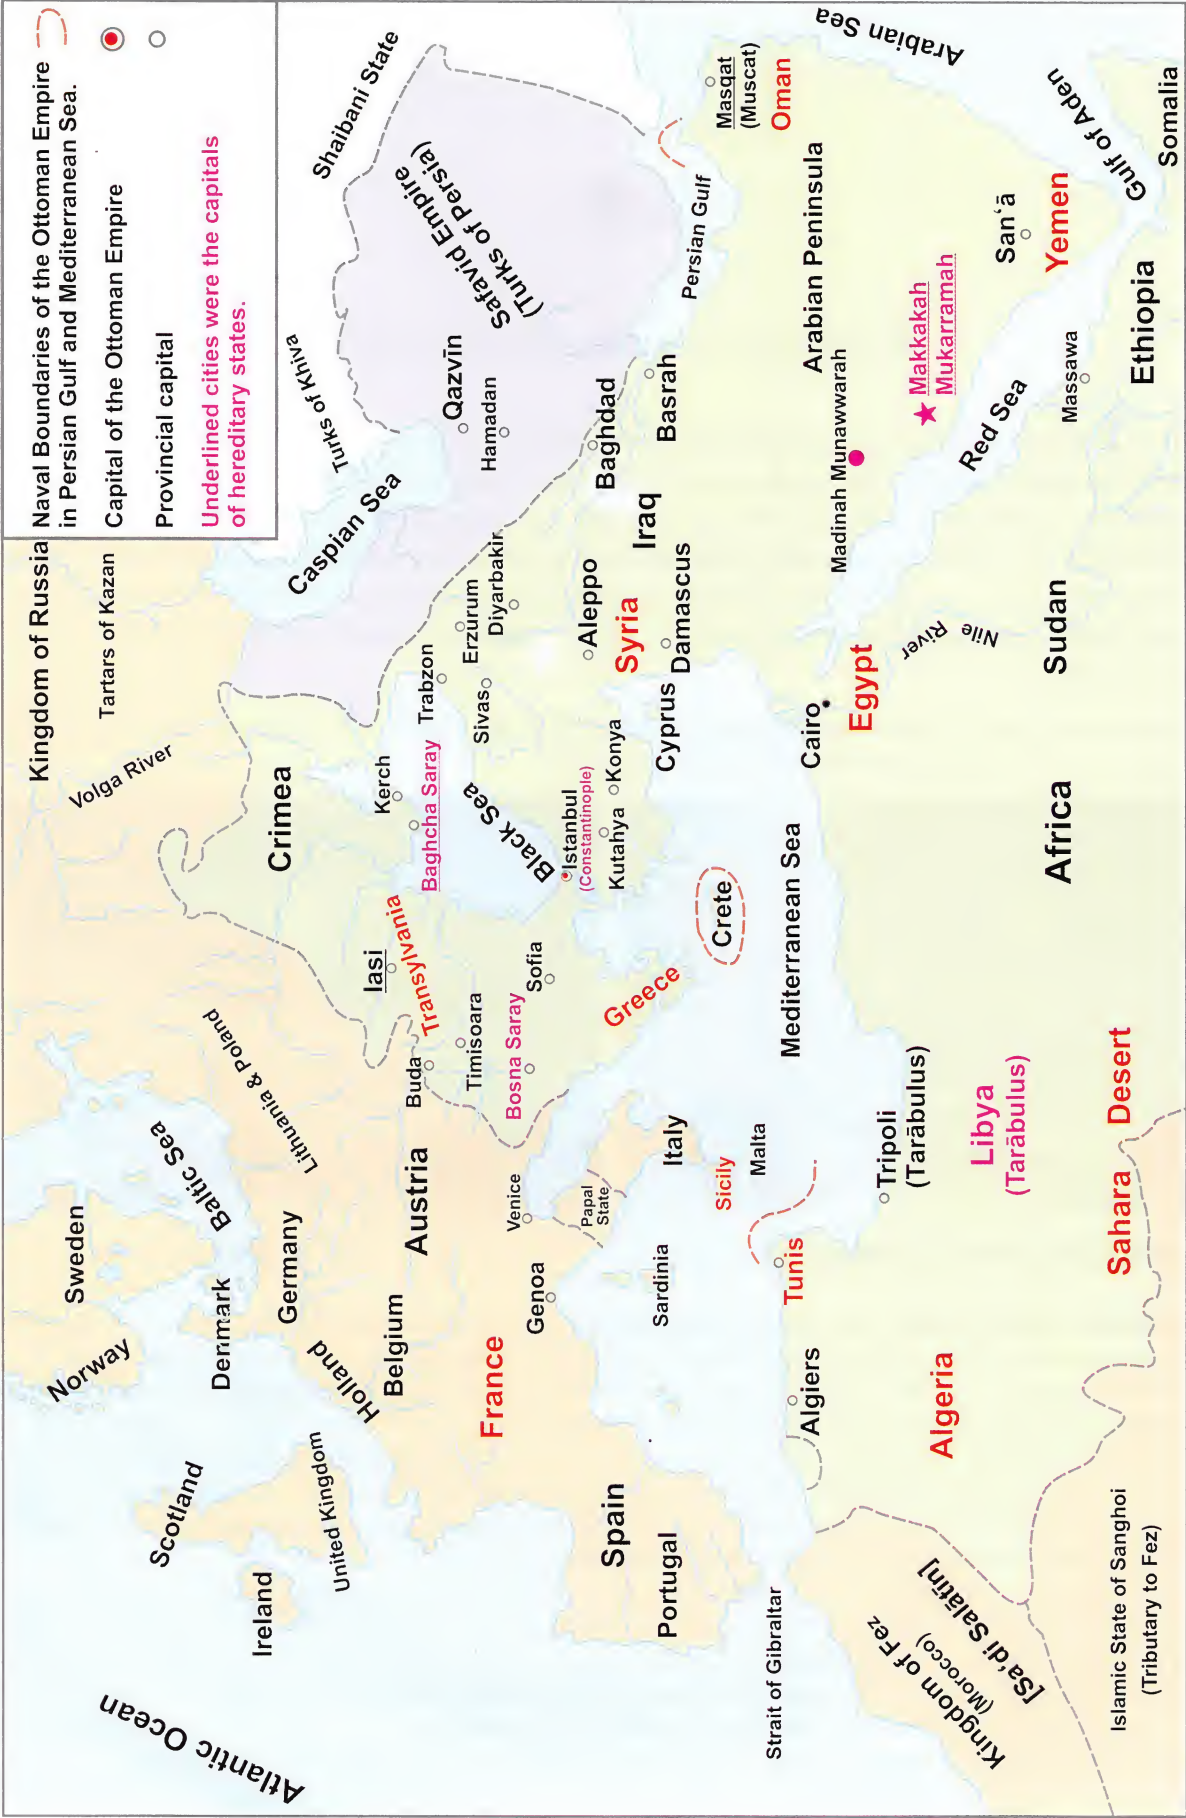 Naval Boundaries of the Ottoman Empire
in Persian Gulf and Mediterranean Sea.
Capital of the Ottoman Empire
Provincial capital
Underlined cities were the capitals
of hereditary states.
Atlantic Ocean
Norway
Sweden
Kingdom of Russia
Tartars of Kazan
Volga River
Scotland
Ireland
United Kingdom
Denmark
Baltic Sea
Germany
Holland
Belgium
Lithuania & Poland
Crimea
Caspian Sea
Turks of Khiva
Shaibani State
Safavid Empire
(Turks of Persia)
France
Austria
Buda
Iasi
Transylvania
Timisoara
Bosna Saray
Sofia
Kerch
Baghcha Saray
Black Sea
Trabzon
Erzurum
Sivas
Diyarbakir
Qazvīn
Hamadan
Genoa
Venice
Papal
State
Italy
Greece
Istanbul
(Constantinople)
Kutahya
Konya
Aleppo
Syria
Damascus
Iraq
Baghdad
Basrah
Persian Gulf
Masqat
(Muscat)
Oman
Arabian Sea
Spain
Portugal
Sardinia
Sicily
Malta
Crete
Cyprus
Mediterranean Sea
Strait of Gibraltar
Algiers
Tunis
Tripoli
(Tarābulus)
Cairo
Egypt
Nile
River
Madinah Munawwarah
Arabian Peninsula
Makkakah
Mukarramah
Red Sea
San‘ā
Yemen
Gulf of Aden
Kingdom of Fez
(Morocco)
[Sa‘di Salātīn]
Algeria
Libya
(Tarābulus)
Africa
Sudan
Massawa
Ethiopia
Somalia
Sahara Desert
Islamic State of Sanghoi
(Tributary to Fez)